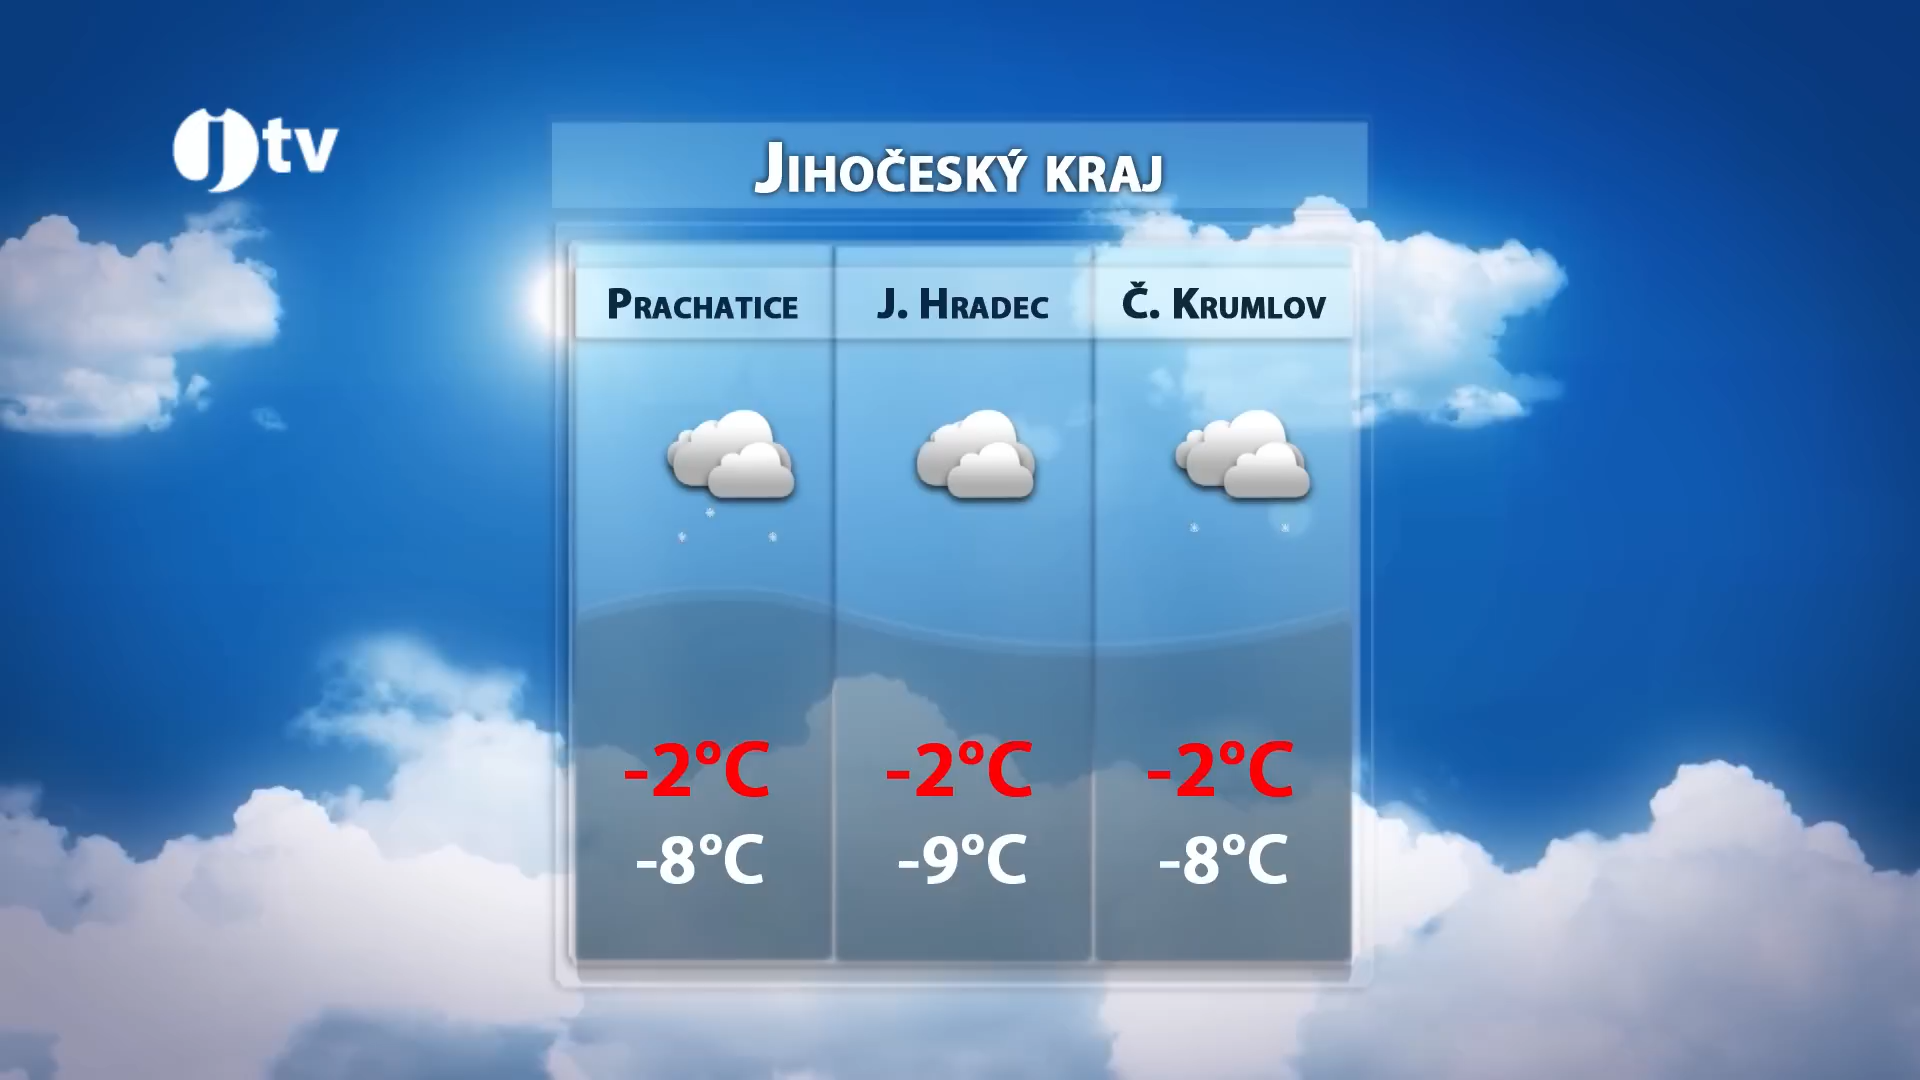 jtv
Jihočeský kraj
Prachatice
J. Hradec
Č. Krumlov
-2°C
-2°C
-2°C
-8°C
-9°C
-8°C